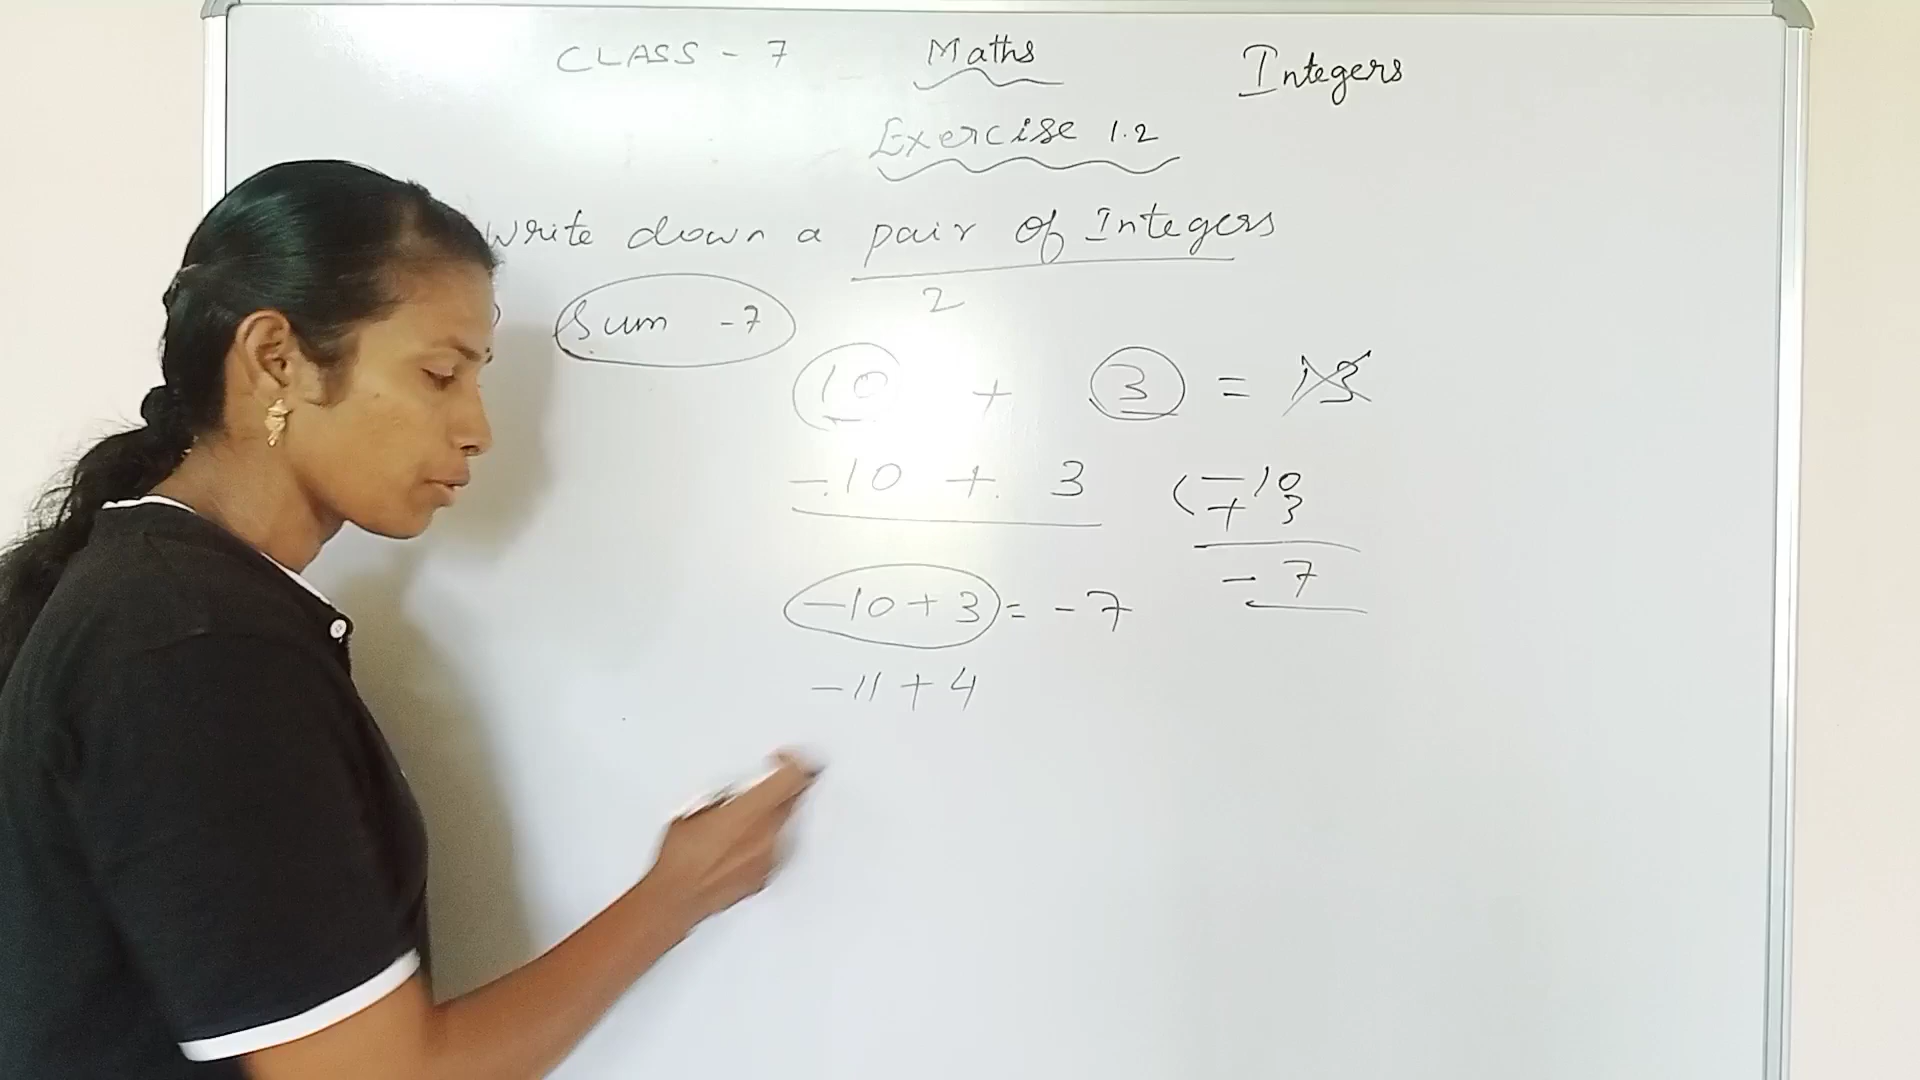 CLASS - 7 Maths Integers
Exercise 1.2
Write down a pair of Integers
Sum -7 2
10 + 3 = 13
-10 + 3
-10
+ 3
-7
-10+3 = -7
-11+4